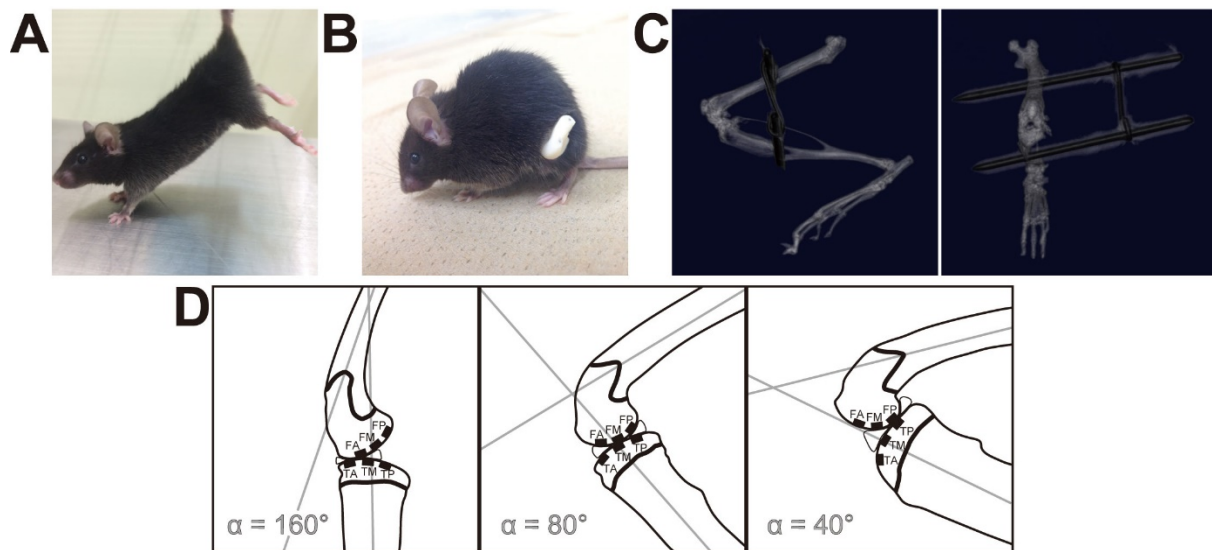 A
B
C
D
FP
FM
FA
TA TM TP
α = 160°
FP
FM
FA
TP
TM
TA
α = 80°
FP
FA FM
TP
TM
TA
α = 40°